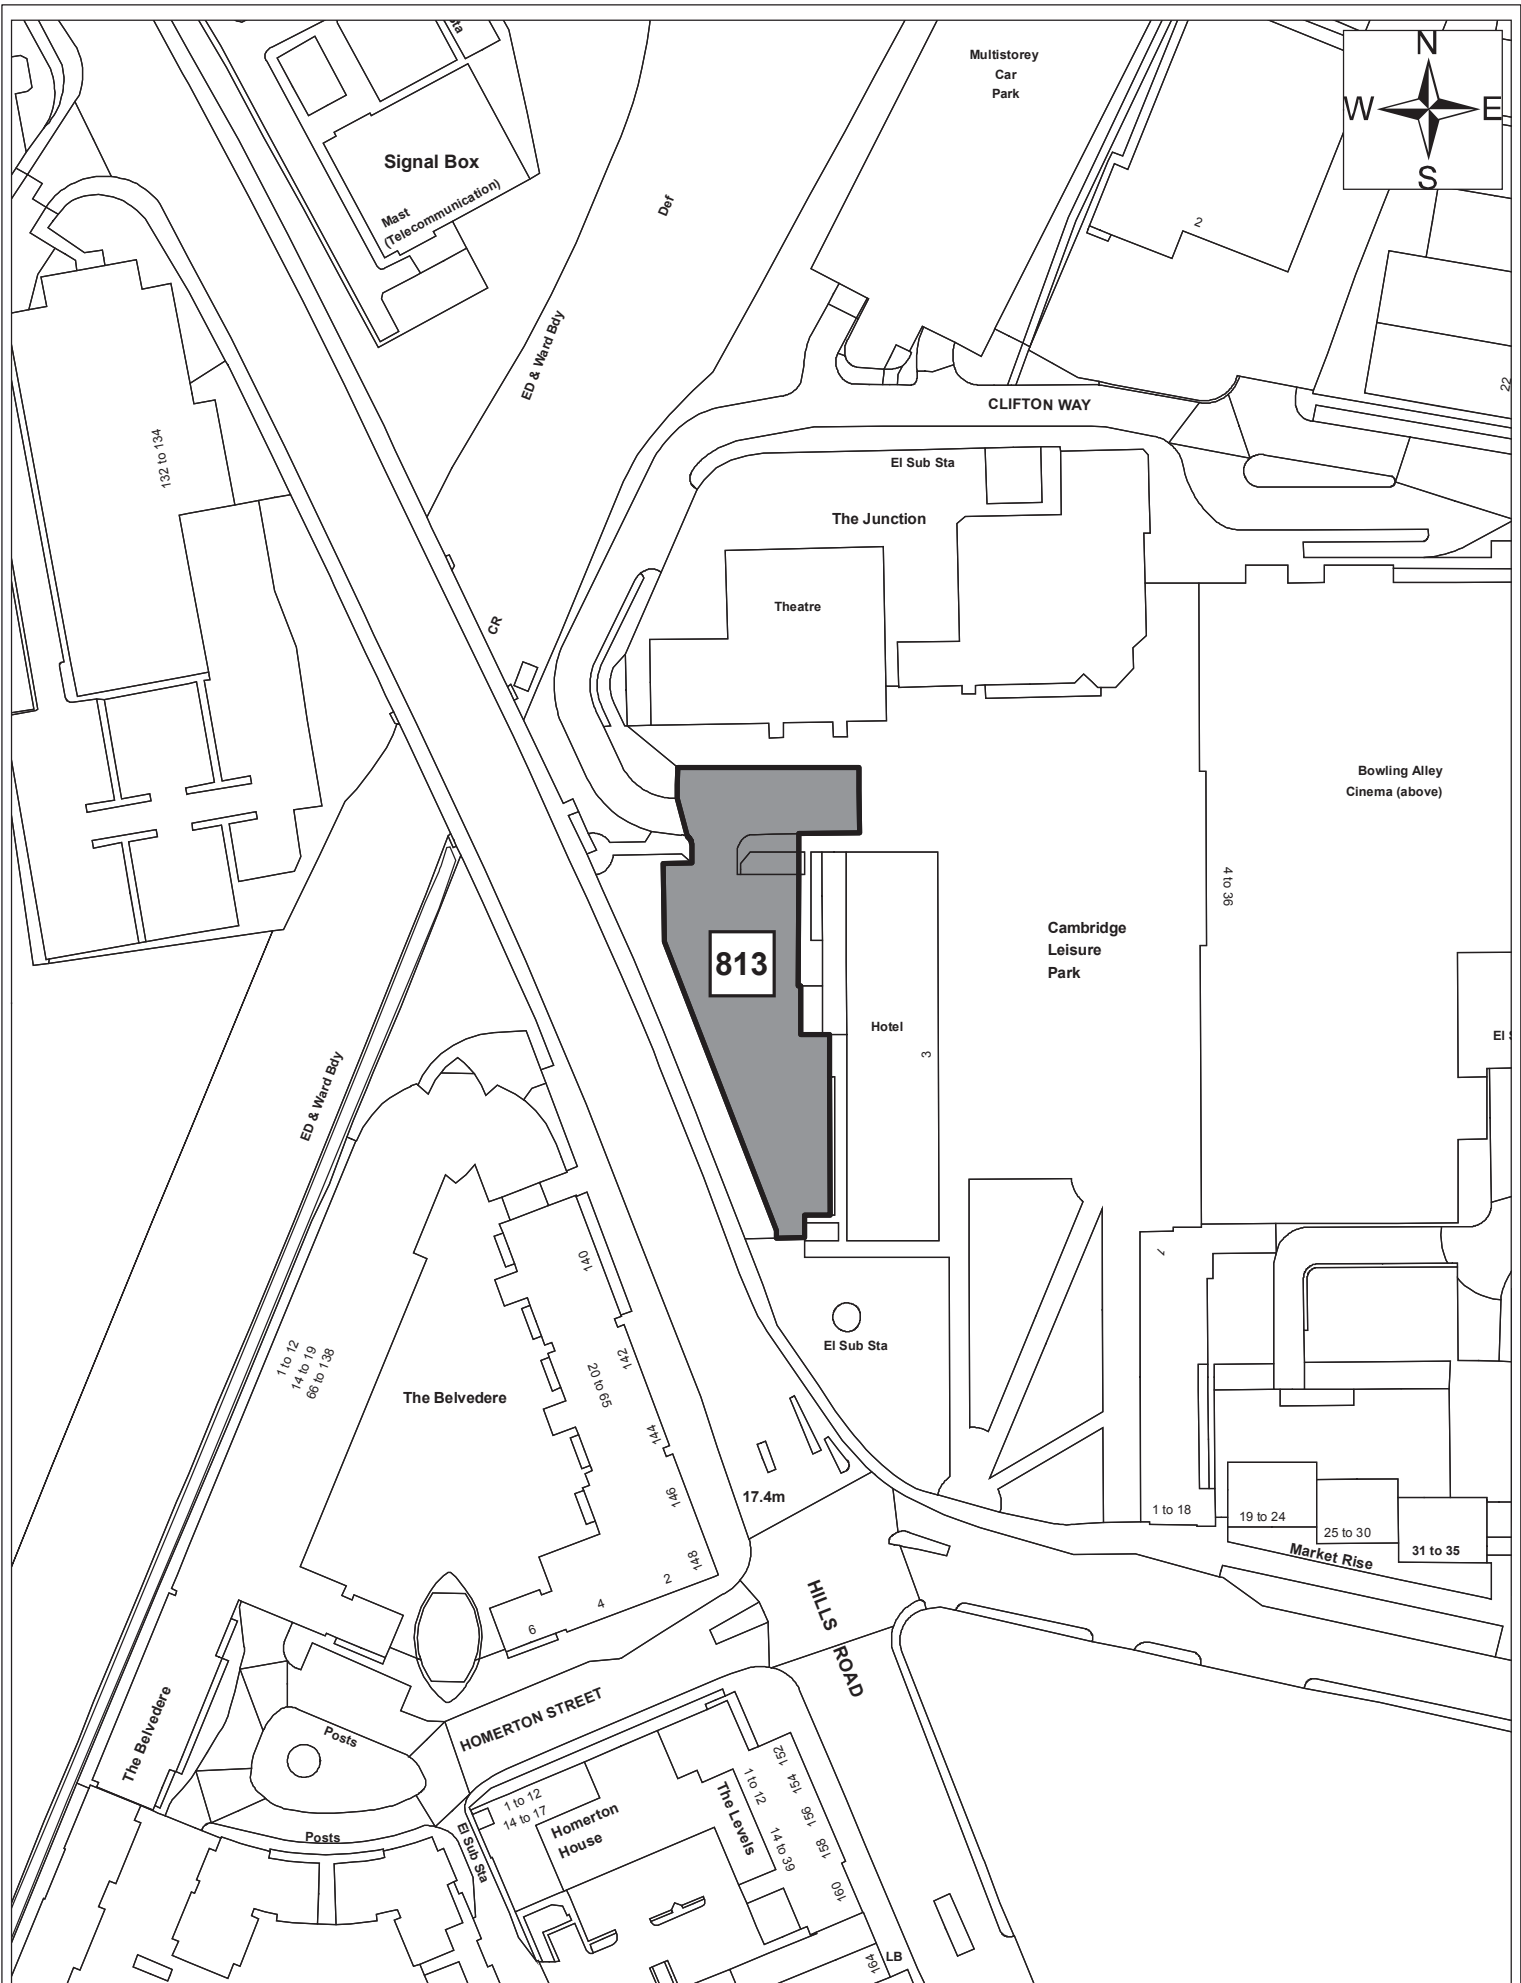 sta
Multistorey
Car
Park
N
W
E
S
Signal Box
Mast
(Telecommunication)
Def
2
ED & Ward Bdy
22
CLIFTON WAY
132 to 134
El Sub Sta
The Junction
CR
Theatre
Bowling Alley
Cinema (above)
4 to 36
813
Cambridge
Leisure
Park
Hotel
3
El S
ED & Ward Bdy
140
1
1 to 12
14 to 19
66 to 138
142
20 to 59
El Sub Sta
The Belvedere
144
146
17.4m
1 to 18
19 to 24
25 to 30
31 to 35
Market Rise
148
2
4
6
HILLS ROAD
HOMERTON STREET
The Belvedere
Posts
152
154
156
158
160
1 to 12
14 to 39
The Levels
1 to 12
14 to 17
Homerton
House
El Sub Sta
Posts
164
LB